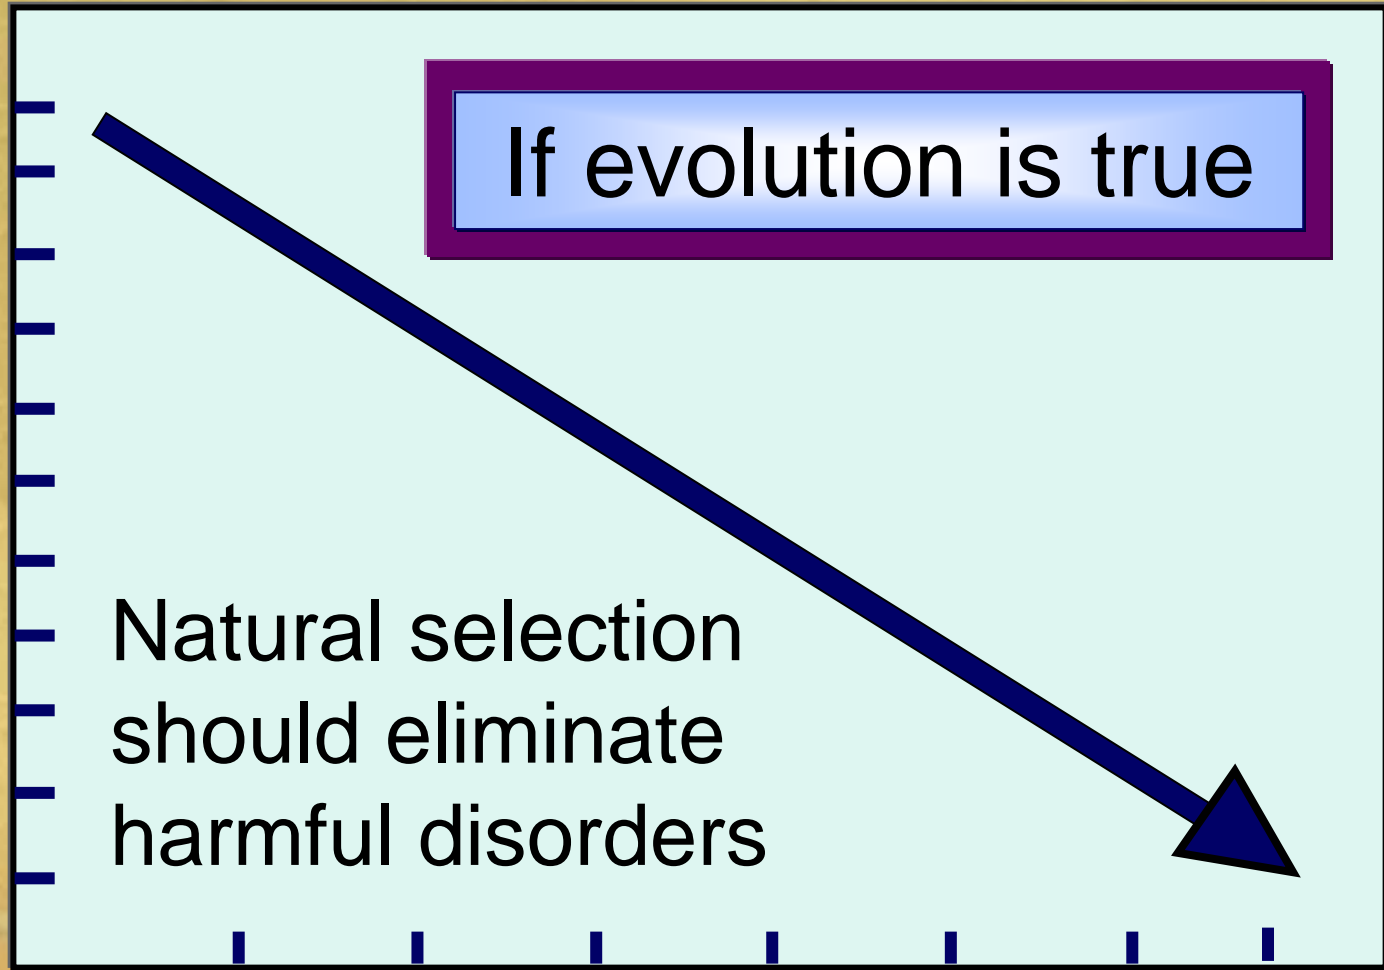 If evolution is true
Natural selection
should eliminate
harmful disorders